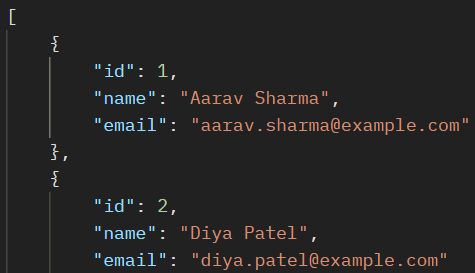 [
    {
        "id": 1,
        "name": "Aarav Sharma",
        "email": "aarav.sharma@example.com"
    },
    {
        "id": 2,
        "name": "Diya Patel",
        "email": "diya.patel@example.com"